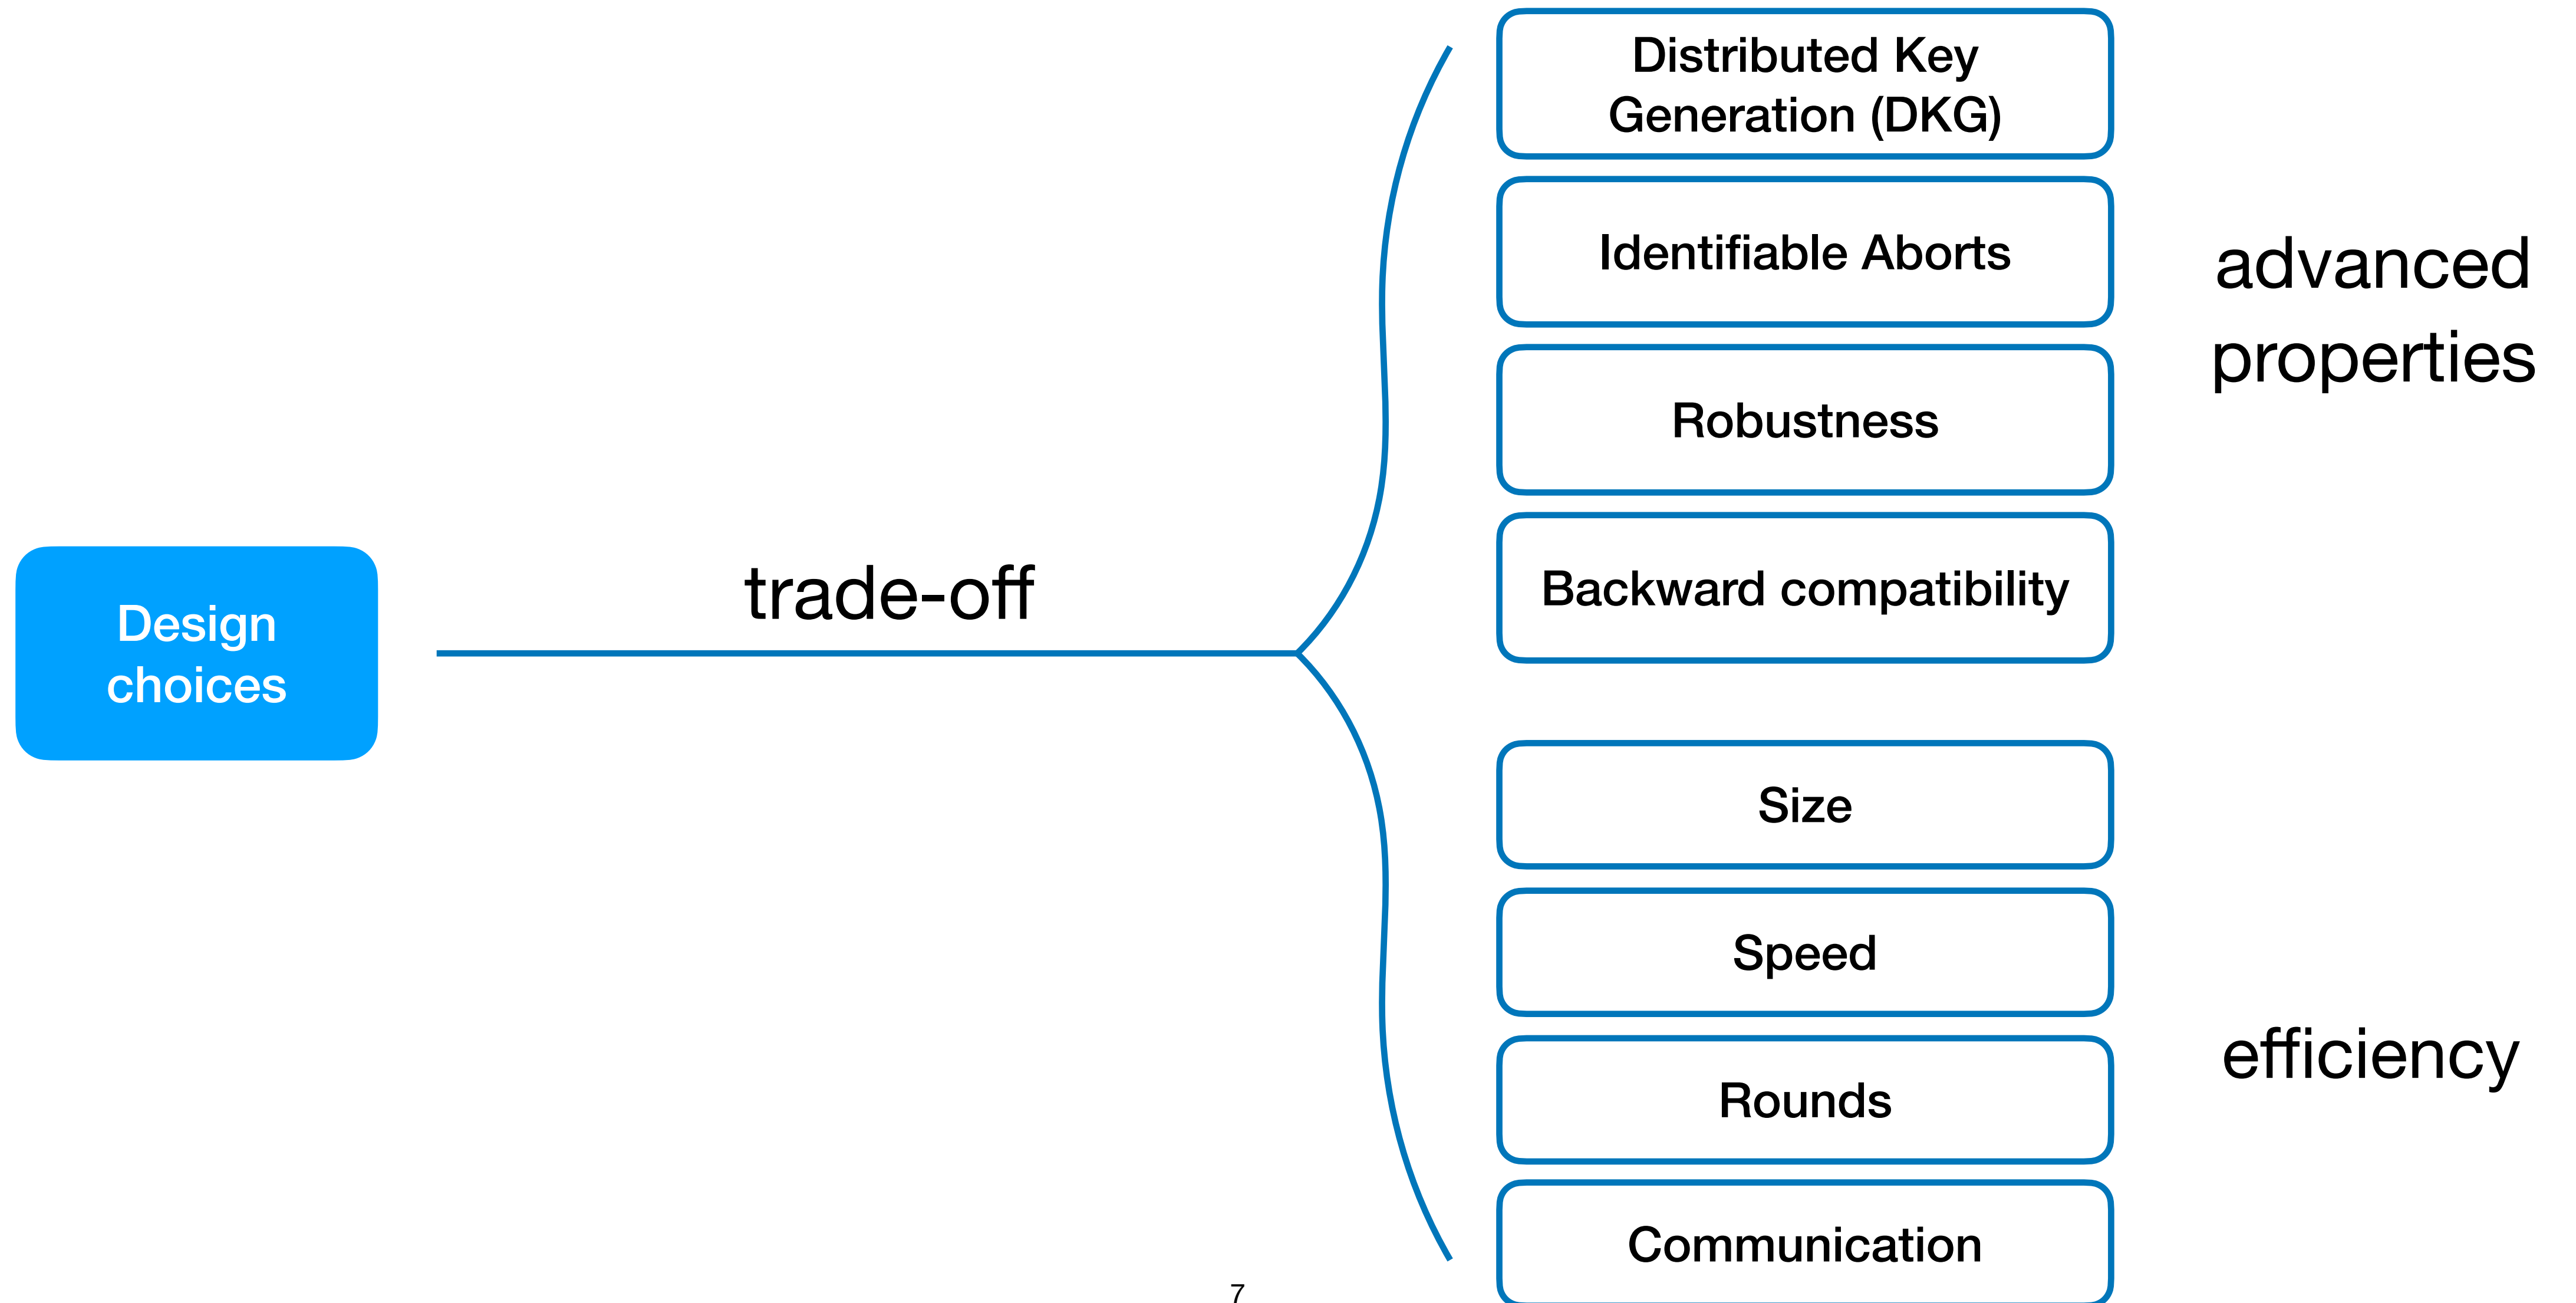 Design
choices
trade-off
Distributed Key
Generation (DKG)
Identifiable Aborts
Robustness
Backward compatibility
advanced
properties
Size
Speed
Rounds
Communication
efficiency
7